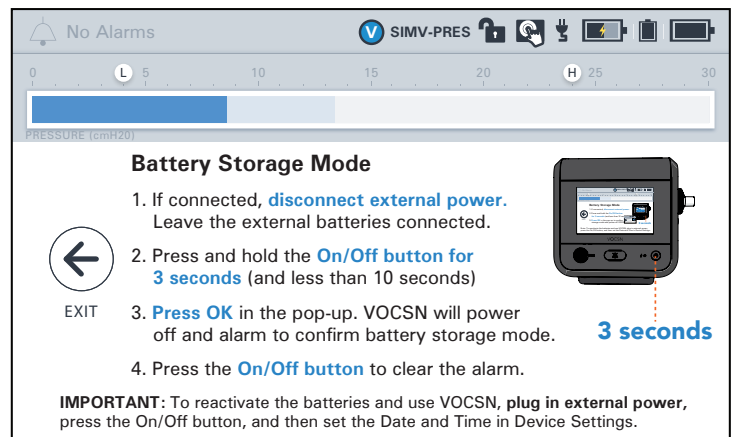 No Alarms
V SIMV-PRES
0 L 5 10 15 20 H 25 30
PRESSURE (cmH20)
Battery Storage Mode
1. If connected, disconnect external power.
Leave the external batteries connected.
2. Press and hold the On/Off button for
3 seconds (and less than 10 seconds)
EXIT
3. Press OK in the pop-up. VOCSN will power
off and alarm to confirm battery storage mode.
VOCSN
3 seconds
4. Press the On/Off button to clear the alarm.
IMPORTANT: To reactivate the batteries and use VOCSN, plug in external power,
press the On/Off button, and then set the Date and Time in Device Settings.